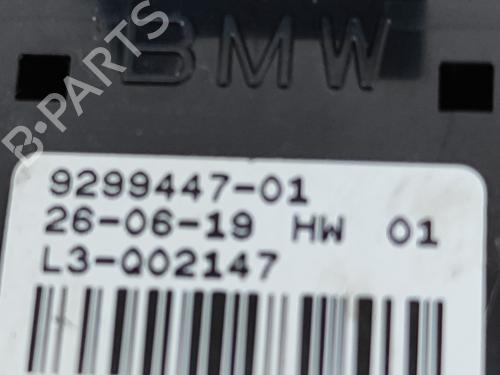 BMW
B-PARTS
9299447-01
26-06-19 HW 01
L3-Q02147